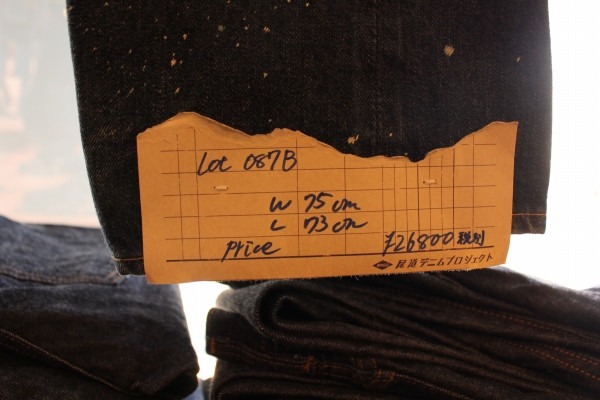 Lot 087B
W 75cm
L 73cm
Price ¥26800 税別
尾道デニムプロジェクト